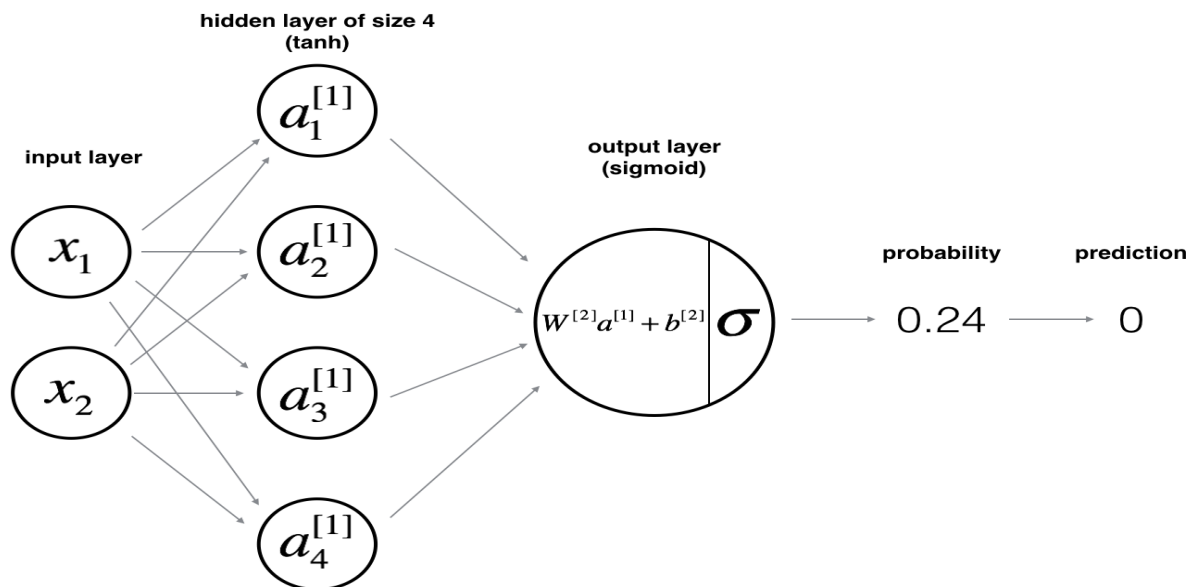 hidden layer of size 4
(tanh)
a₁^[1]
input layer
output layer
(sigmoid)
x₁
a₂^[1]
probability
prediction
W^[2]a^[1] + b^[2]
σ
0.24
0
x₂
a₃^[1]
a₄^[1]